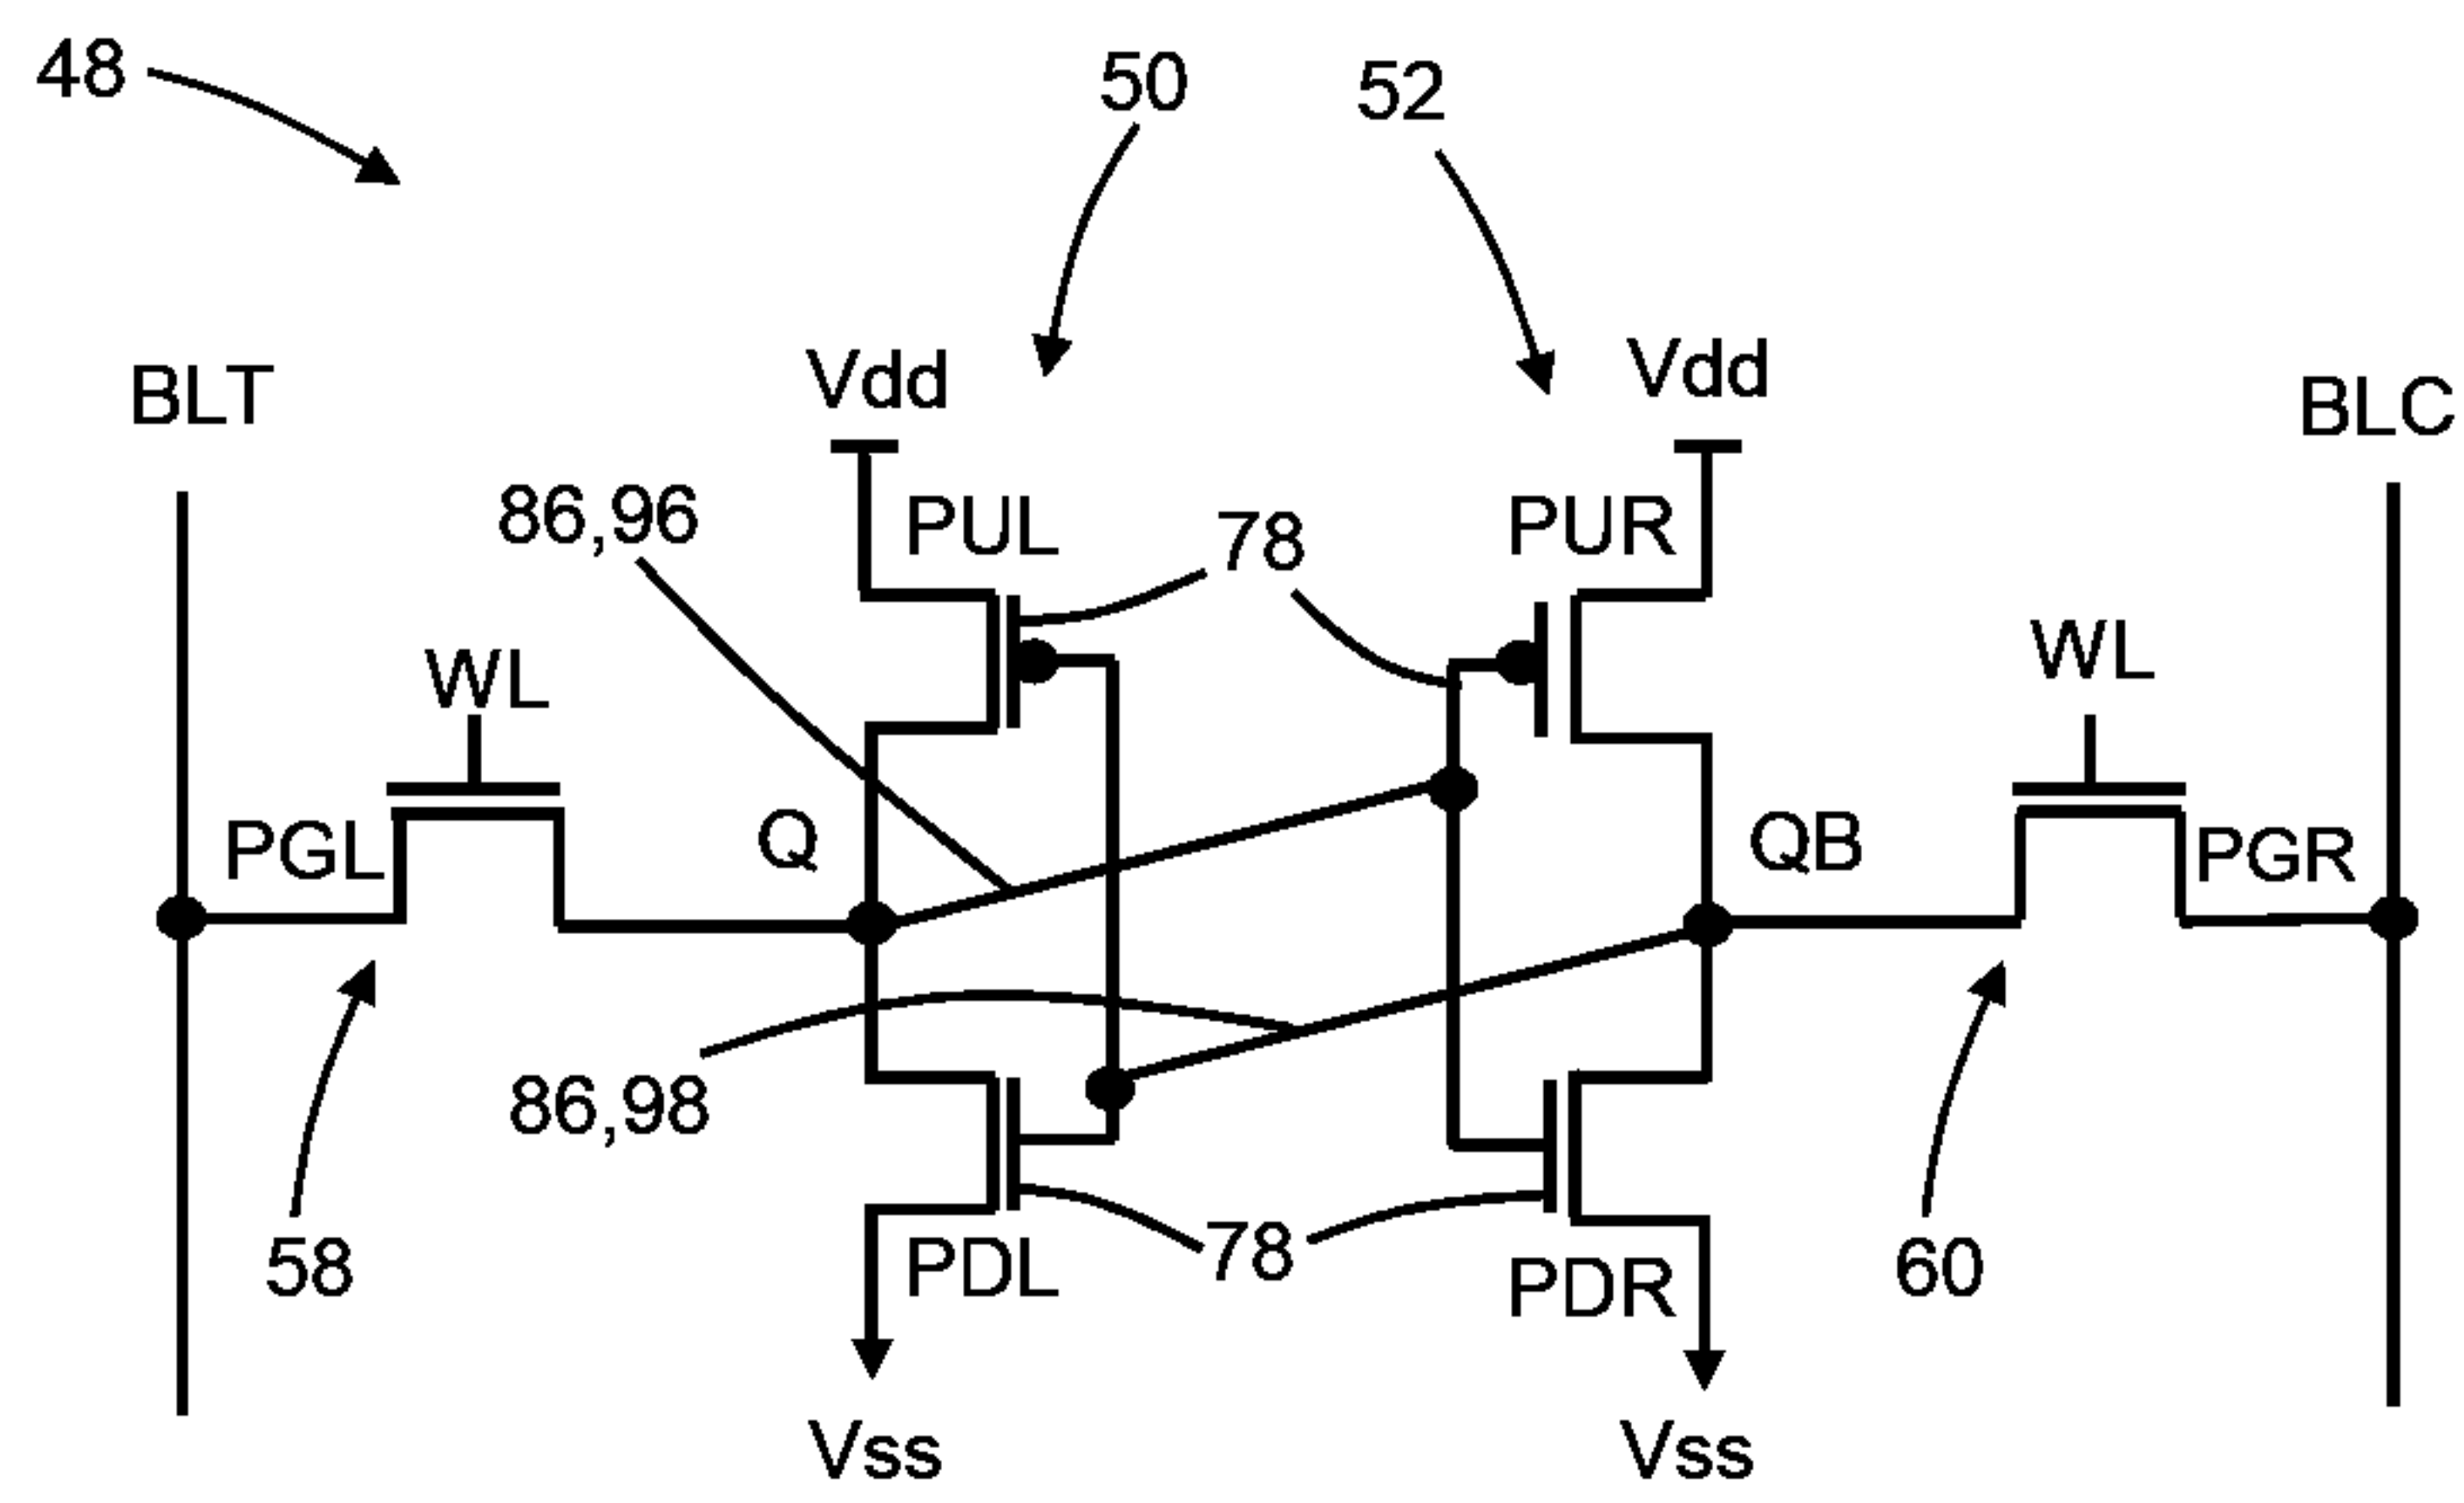 48
50
52
BLT
Vdd
Vdd
BLC
86,96
PUL
78
PUR
WL
WL
PGL
Q
QB
PGR
86,98
58
PDL
78
PDR
60
Vss
Vss